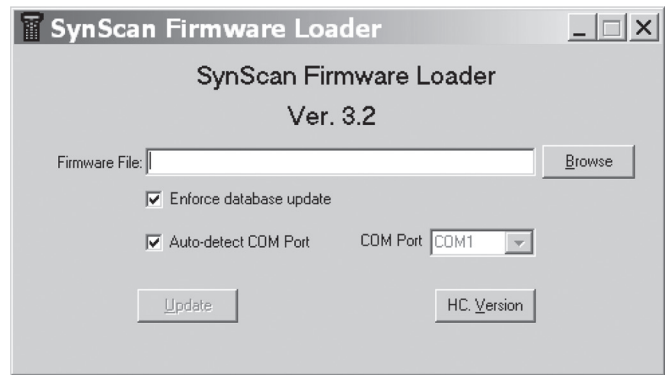 SynScan Firmware Loader
SynScan Firmware Loader
Ver. 3.2
Firmware File: Browse
Enforce database update
Auto-detect COM Port COM Port COM1
Update HC. Version